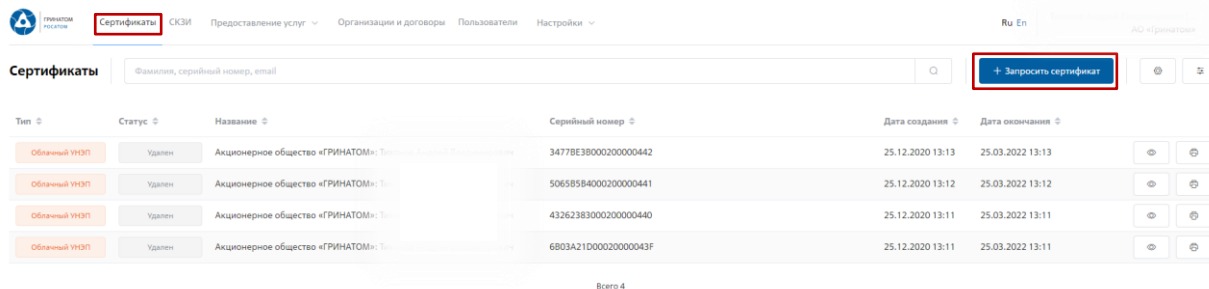 ГРИНАТОМ
РОСАТОМ
Сертификаты СКЗИ Предоставление услуг Организации и договоры Пользователи Настройки Ru En
АО «Гринатом»
Сертификаты Фамилия, серийный номер, email + Запросить сертификат
Тип Статус Название Серийный номер Дата создания Дата окончания
Облачный УНЭП Удален Акционерное общество «ГРИНАТОМ»: 3477BE3B000200000442 25.12.2020 13:13 25.03.2022 13:13
Облачный УНЭП Удален Акционерное общество «ГРИНАТОМ»: 5065B5B4000200000441 25.12.2020 13:12 25.03.2022 13:12
Облачный УНЭП Удален Акционерное общество «ГРИНАТОМ»: 43262383000200000440 25.12.2020 13:11 25.03.2022 13:11
Облачный УНЭП Удален Акционерное общество «ГРИНАТОМ»: 6B03A21D00020000043F 25.12.2020 13:11 25.03.2022 13:11
Всего 4